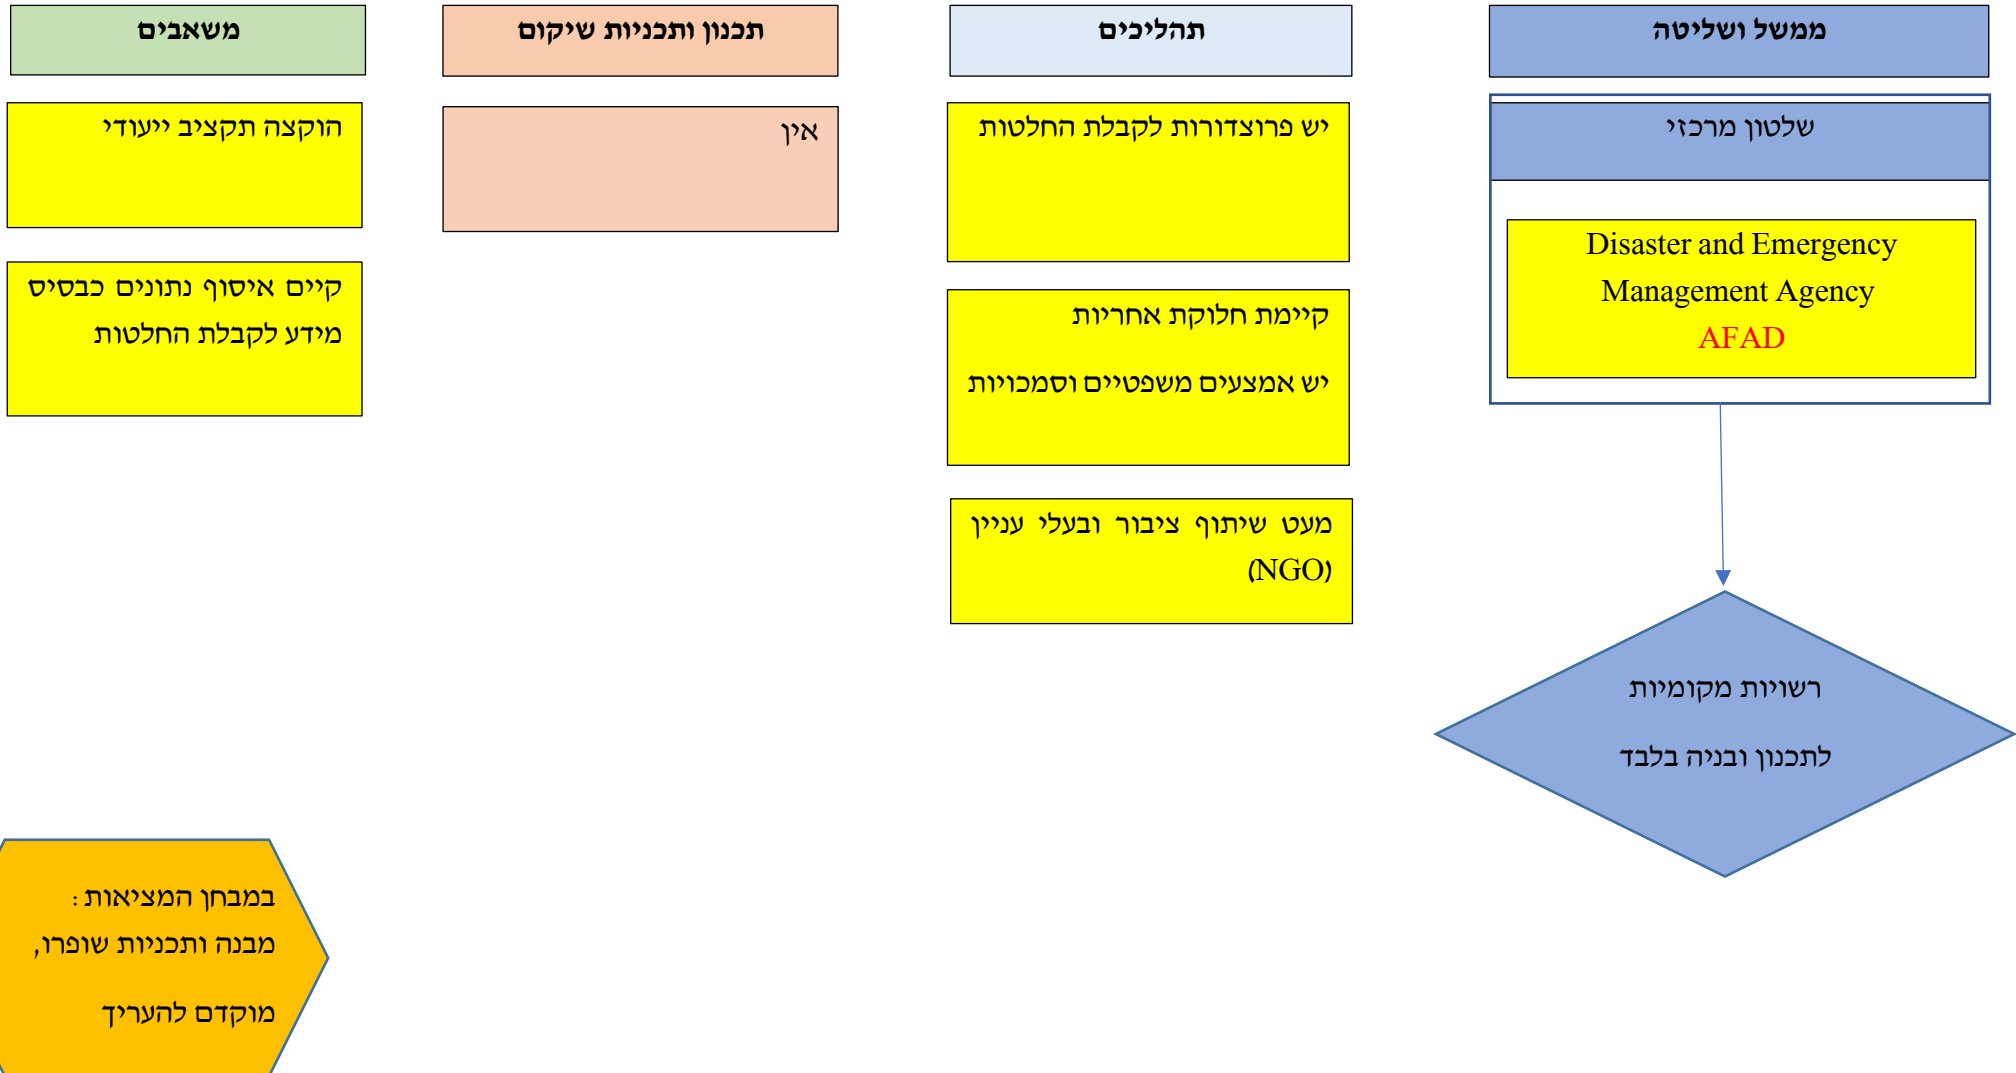 ממשל ושליטה
שלטון מרכזי
Disaster and Emergency
Management Agency
AFAD
רשויות מקומיות
לתכנון ובניה בלבד
תהליכים
יש פרוצדורות לקבלת החלטות
קיימת חלוקת אחריות
יש אמצעים משפטיים וסמכויות
מעט שיתוף ציבור ובעלי עניין
(NGO)
תכנון ותכניות שיקום
אין
משאבים
הוקצה תקציב ייעודי
קיים איסוף נתונים כבסיס
מידע לקבלת החלטות
במבחן המציאות:
מבנה ותכניות שופרו,
מוקדם להעריך